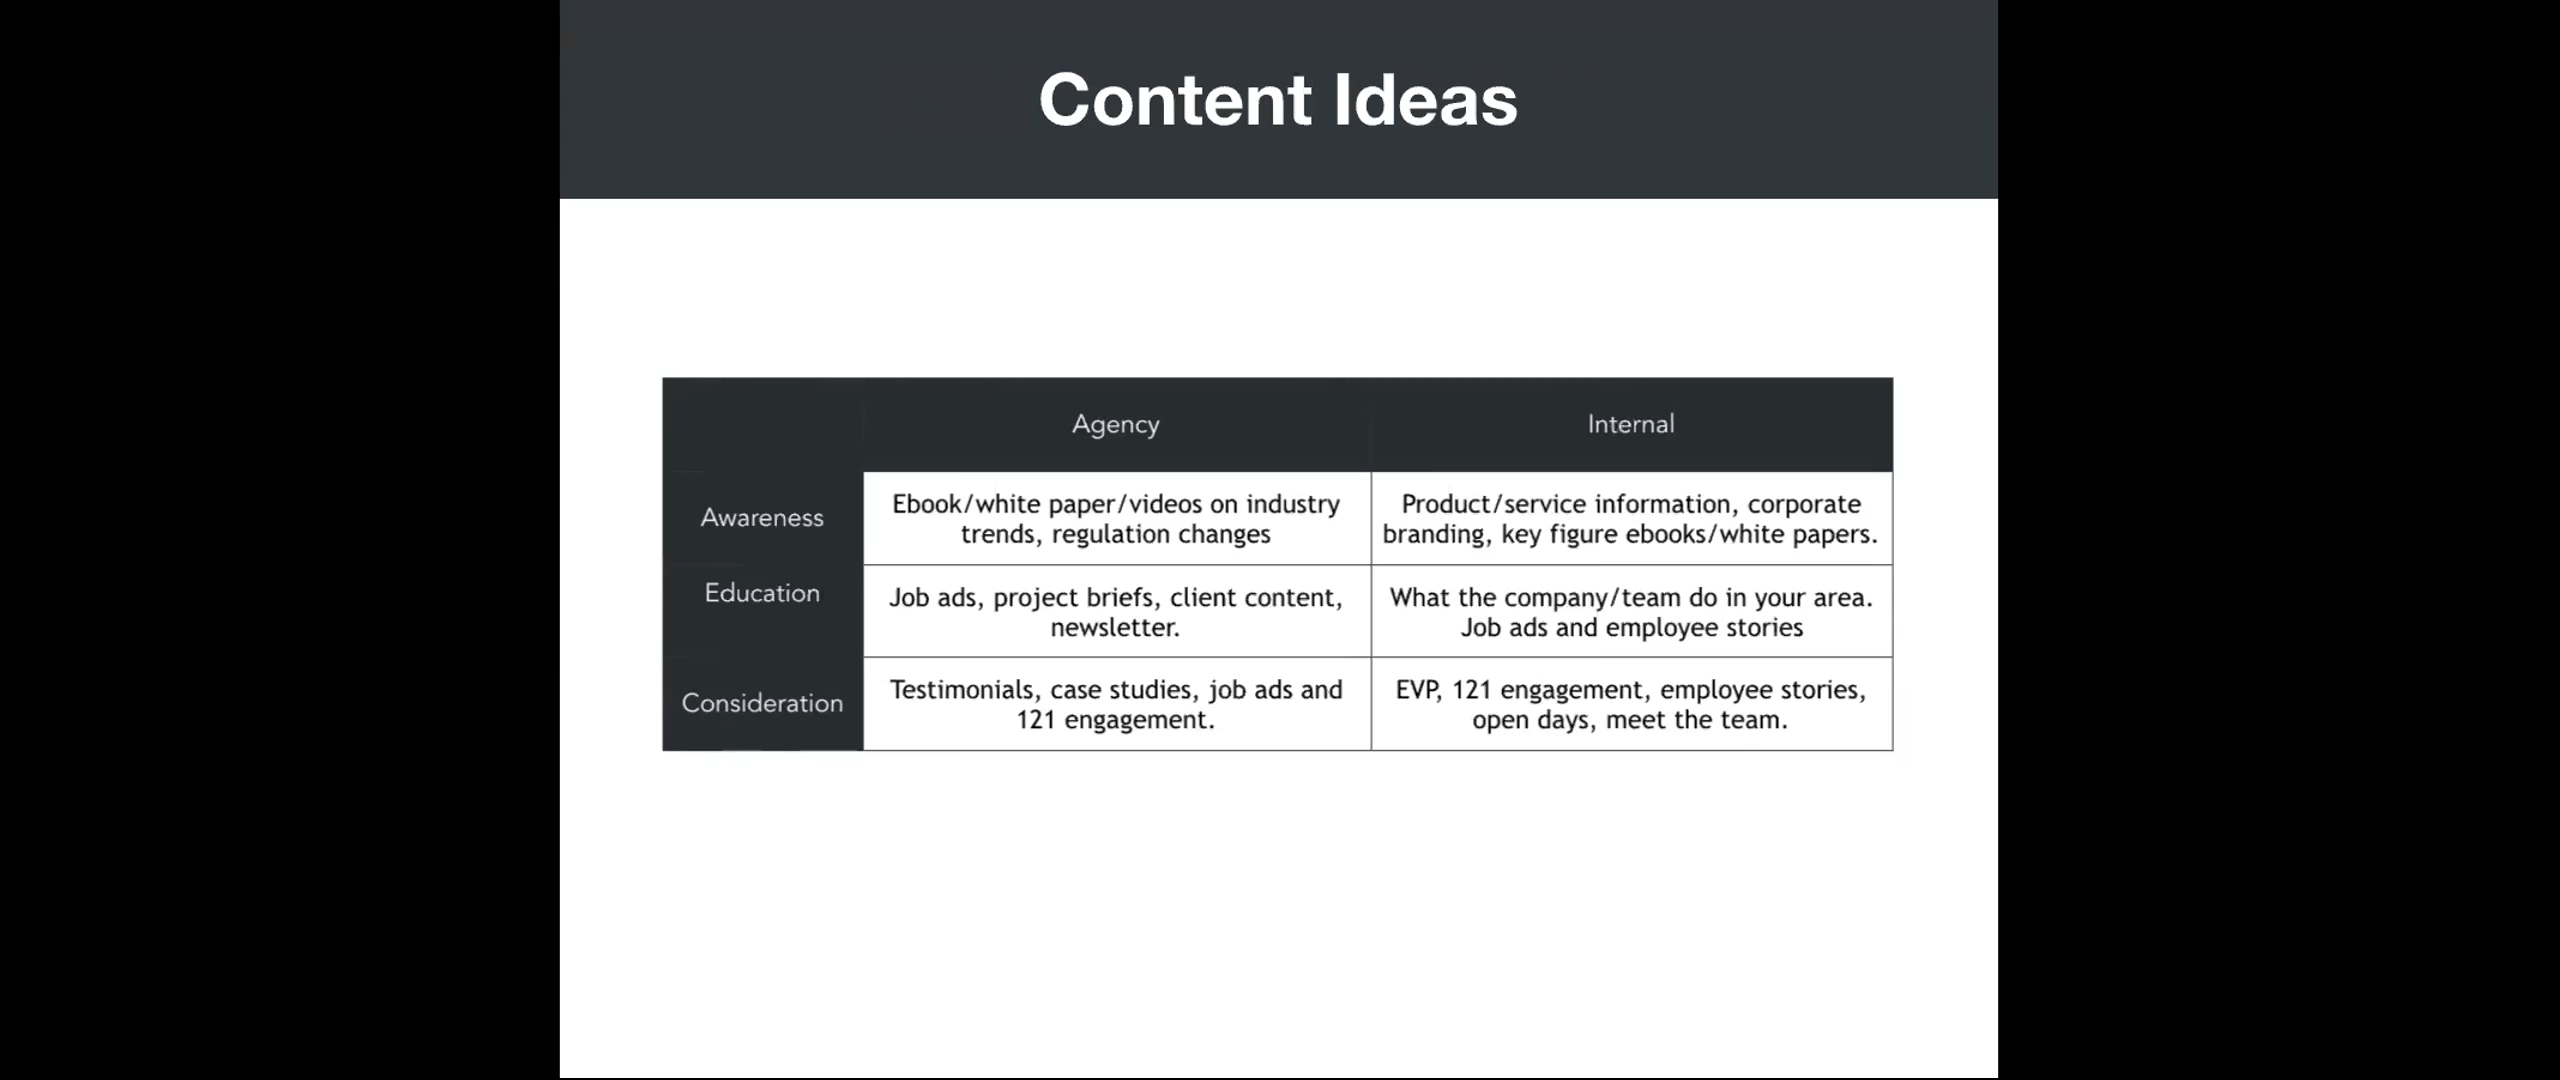 Content Ideas
Agency
Internal
Awareness
Ebook/white paper/videos on industry
trends, regulation changes
Product/service information, corporate
branding, key figure ebooks/white papers.
Education
Job ads, project briefs, client content,
newsletter.
What the company/team do in your area.
Job ads and employee stories
Consideration
Testimonials, case studies, job ads and
121 engagement.
EVP, 121 engagement, employee stories,
open days, meet the team.